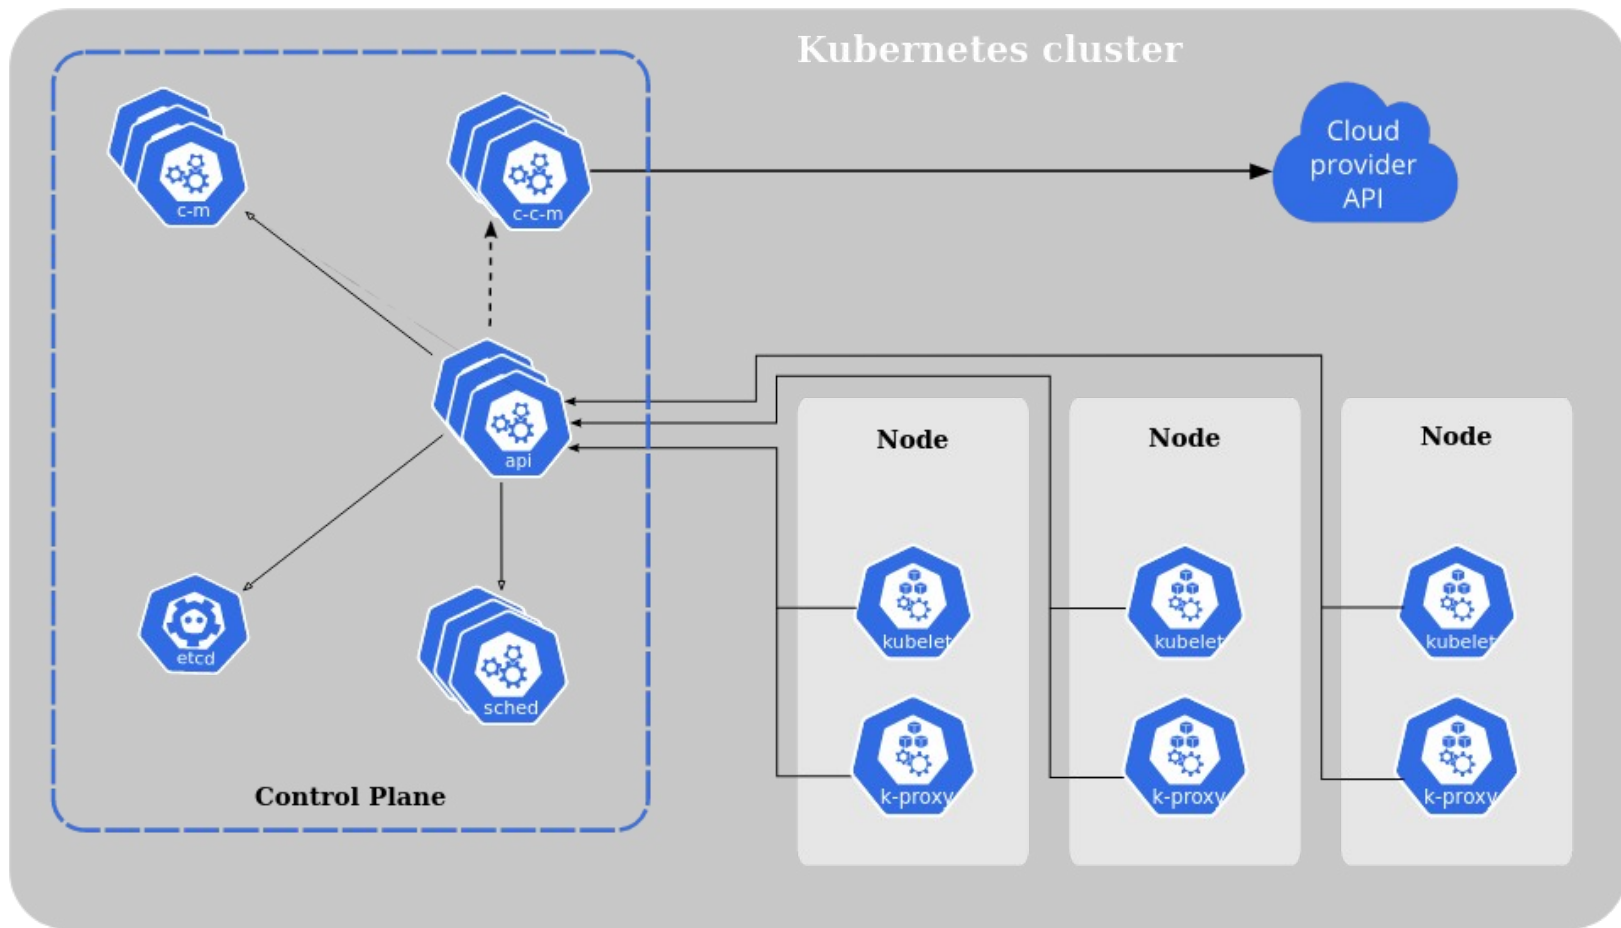 Kubernetes cluster
c-m
c-c-m
Cloud
provider
API
api
etcd
sched
Control Plane
Node
kubelet
k-proxy
Node
kubelet
k-proxy
Node
kubelet
k-proxy